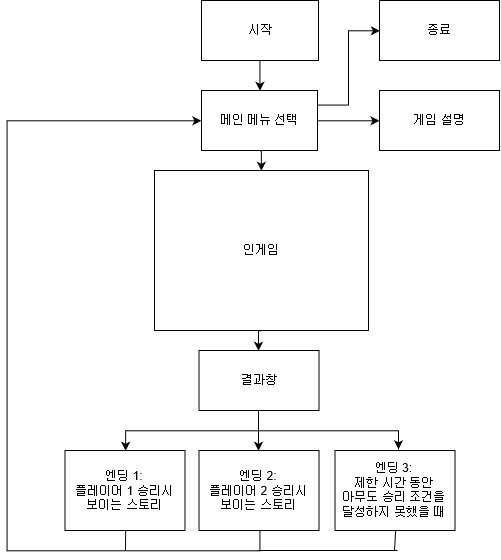 시작
종료
메인 메뉴 선택
게임 설명
인게임
결과창
엔딩 1:
플레이어 1 승리시
보이는 스토리
엔딩 2:
플레이어 2 승리시
보이는 스토리
엔딩 3:
제한 시간 동안
아무도 승리 조건을
달성하지 못했을 때